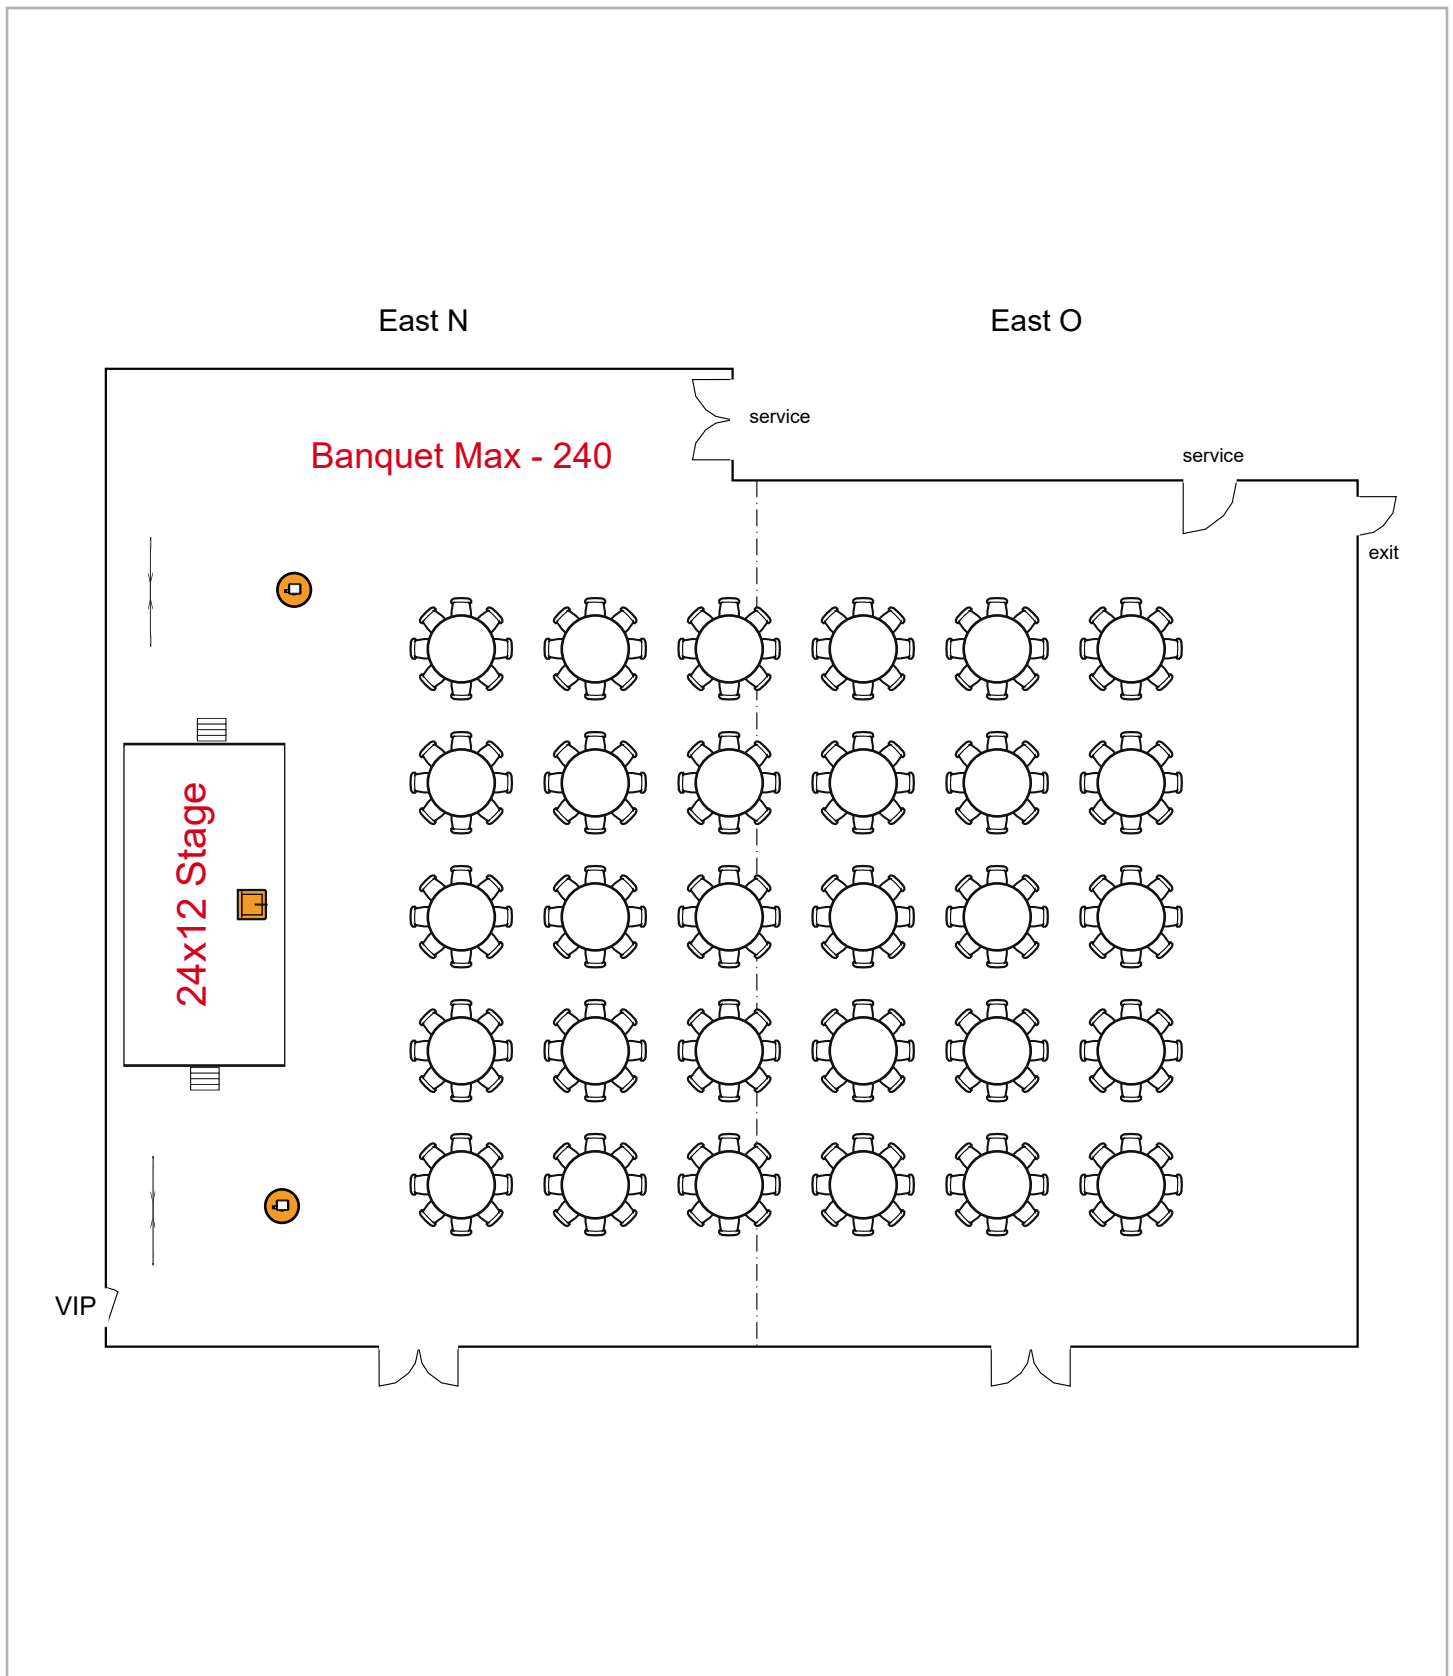 East N
East O
service
Banquet Max - 240
service
exit
24x12 Stage
VIP